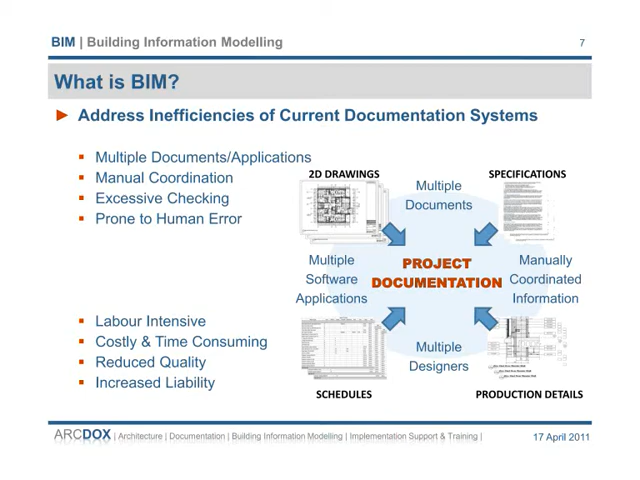 BIM | Building Information Modelling
7
What is BIM?
► Address Inefficiencies of Current Documentation Systems
▪ Multiple Documents/Applications
▪ Manual Coordination
▪ Excessive Checking
▪ Prone to Human Error
2D DRAWINGS
Multiple
Documents
SPECIFICATIONS
Multiple
Software
Applications
PROJECT
DOCUMENTATION
Manually
Coordinated
Information
▪ Labour Intensive
▪ Costly & Time Consuming
▪ Reduced Quality
▪ Increased Liability
Multiple
Designers
SCHEDULES
PRODUCTION DETAILS
ARCDOX | Architecture | Documentation | Building Information Modelling | Implementation Support & Training |
17 April 2011